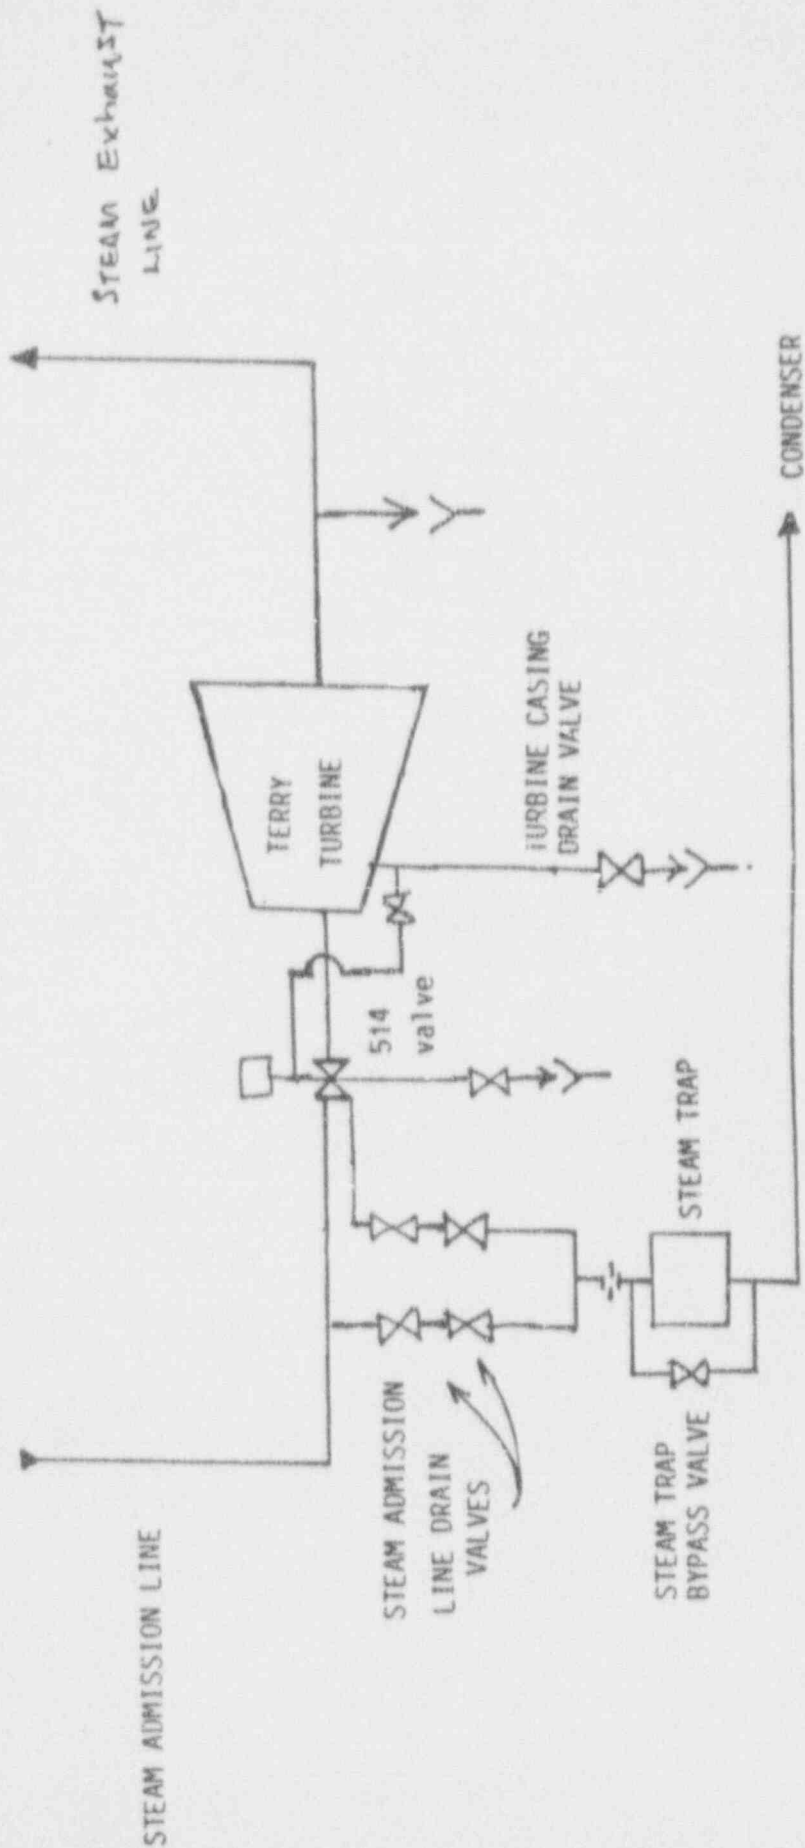 STEAM Exhaust
LINE
STEAM ADMISSION LINE
TERRY
TURBINE
514
valve
TURBINE CASING
DRAIN VALVE
STEAM ADMISSION
LINE DRAIN
VALVES
STEAM TRAP
STEAM TRAP
BYPASS VALVE
CONDENSER